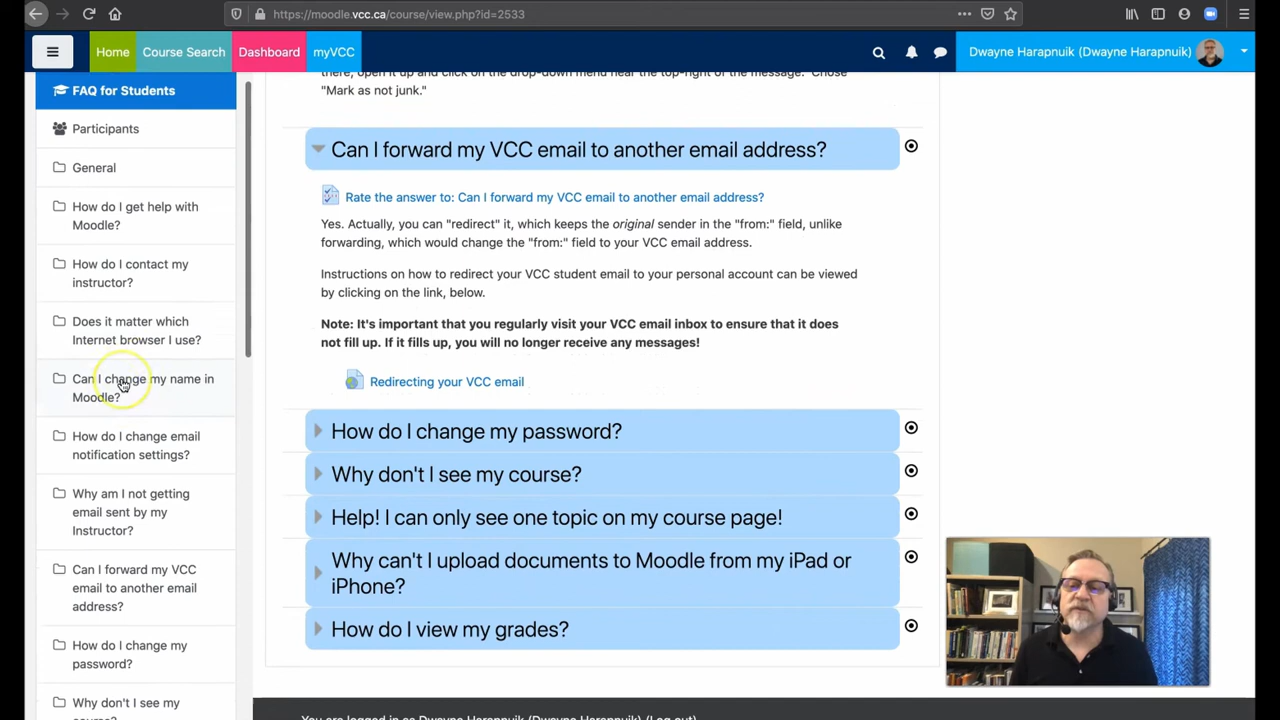 https://moodle.vcc.ca/course/view.php?id=2533
Home
Course Search
Dashboard
myVCC
Dwayne Harapnuik (Dwayne Harapnuik)
FAQ for Students
Participants
General
How do I get help with
Moodle?
How do I contact my
instructor?
Does it matter which
Internet browser I use?
Can I change my name in
Moodle?
How do I change email
notification settings?
Why am I not getting
email sent by my
Instructor?
Can I forward my VCC
email to another email
address?
How do I change my
password?
Why don't I see my
course?
there, open it up and click on the drop-down menu near the top-right of the message. Chose
"Mark as not junk."
Can I forward my VCC email to another email address?
Rate the answer to: Can I forward my VCC email to another email address?
Yes. Actually, you can "redirect" it, which keeps the original sender in the "from:" field, unlike
forwarding, which would change the "from:" field to your VCC email address.
Instructions on how to redirect your VCC student email to your personal account can be viewed
by clicking on the link, below.
Note: It's important that you regularly visit your VCC email inbox to ensure that it does
not fill up. If it fills up, you will no longer receive any messages!
Redirecting your VCC email
How do I change my password?
Why don't I see my course?
Help! I can only see one topic on my course page!
Why can't I upload documents to Moodle from my iPad or
iPhone?
How do I view my grades?
You are logged in as Dwayne Harapnuik (Dwayne Harapnuik) (Log out)